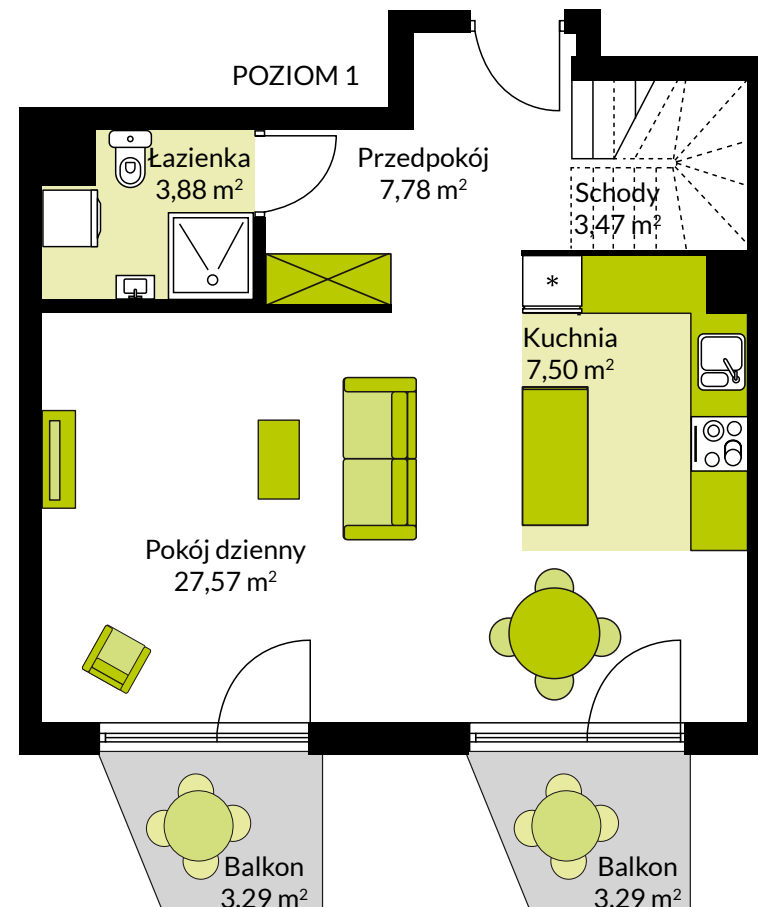 POZIOM 1
Łazienka
3,88 m²
Przedpokój
7,78 m²
Schody
3,47 m²
*
Kuchnia
7,50 m²
Pokój dzienny
27,57 m²
Balkon
3,29 m²
Balkon
3,29 m²